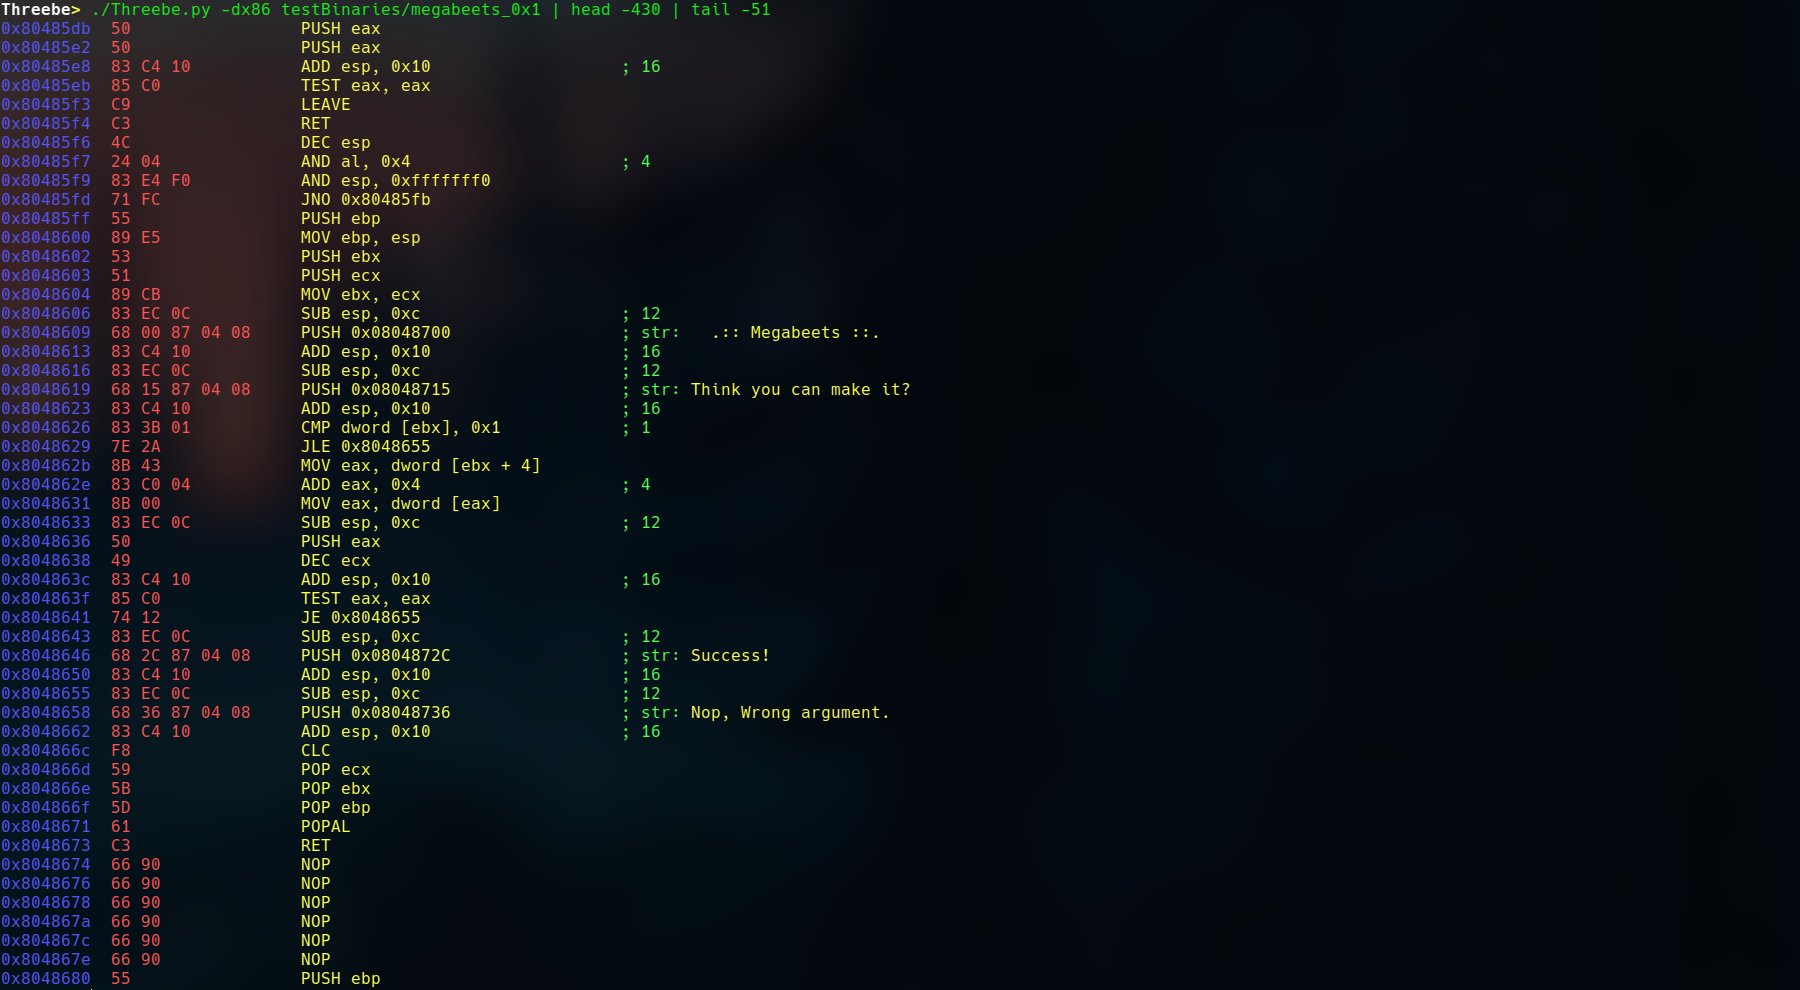 Threebe> ./Threebe.py -dx86 testBinaries/megabeets_0x1 | head -430 | tail -51
0x80485db  50                 PUSH eax
0x80485e2  50                 PUSH eax
0x80485e8  83 C4 10           ADD esp, 0x10                   ; 16
0x80485eb  85 C0              TEST eax, eax
0x80485f3  C9                 LEAVE
0x80485f4  C3                 RET
0x80485f6  4C                 DEC esp
0x80485f7  24 04              AND al, 0x4                     ; 4
0x80485f9  83 E4 F0           AND esp, 0xfffffff0
0x80485fd  71 FC              JNO 0x80485fb
0x80485ff  55                 PUSH ebp
0x8048600  89 E5              MOV ebp, esp
0x8048602  53                 PUSH ebx
0x8048603  51                 PUSH ecx
0x8048604  89 CB              MOV ebx, ecx
0x8048606  83 EC 0C           SUB esp, 0xc                    ; 12
0x8048609  68 00 87 04 08     PUSH 0x08048700                 ; str:   .:: Megabeets ::.
0x8048613  83 C4 10           ADD esp, 0x10                   ; 16
0x8048616  83 EC 0C           SUB esp, 0xc                    ; 12
0x8048619  68 15 87 04 08     PUSH 0x08048715                 ; str: Think you can make it?
0x8048623  83 C4 10           ADD esp, 0x10                   ; 16
0x8048626  83 3B 01           CMP dword [ebx], 0x1            ; 1
0x8048629  7E 2A              JLE 0x8048655
0x804862b  8B 43              MOV eax, dword [ebx + 4]
0x804862e  83 C0 04           ADD eax, 0x4                    ; 4
0x8048631  8B 00              MOV eax, dword [eax]
0x8048633  83 EC 0C           SUB esp, 0xc                    ; 12
0x8048636  50                 PUSH eax
0x8048638  49                 DEC ecx
0x804863c  83 C4 10           ADD esp, 0x10                   ; 16
0x804863f  85 C0              TEST eax, eax
0x8048641  74 12              JE 0x8048655
0x8048643  83 EC 0C           SUB esp, 0xc                    ; 12
0x8048646  68 2C 87 04 08     PUSH 0x0804872C                 ; str: Success!
0x8048650  83 C4 10           ADD esp, 0x10                   ; 16
0x8048655  83 EC 0C           SUB esp, 0xc                    ; 12
0x8048658  68 36 87 04 08     PUSH 0x08048736                 ; str: Nop, Wrong argument.
0x8048662  83 C4 10           ADD esp, 0x10                   ; 16
0x804866c  F8                 CLC
0x804866d  59                 POP ecx
0x804866e  5B                 POP ebx
0x804866f  5D                 POP ebp
0x8048671  61                 POPAL
0x8048673  C3                 RET
0x8048674  66 90              NOP
0x8048676  66 90              NOP
0x8048678  66 90              NOP
0x804867a  66 90              NOP
0x804867c  66 90              NOP
0x804867e  66 90              NOP
0x8048680  55                 PUSH ebp